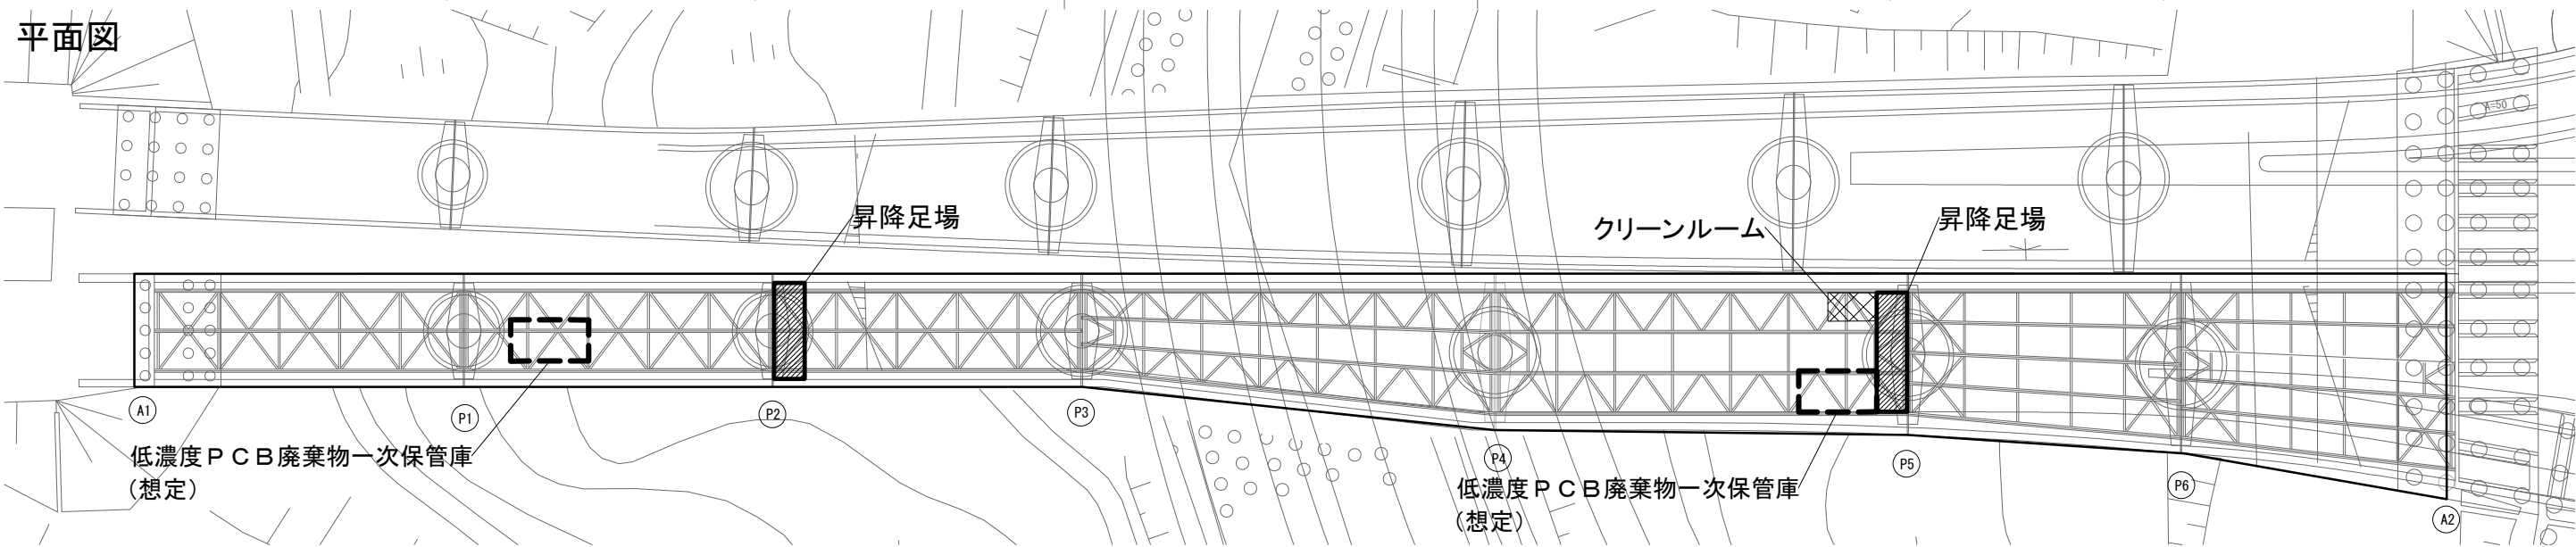 平面図
A=50
昇降足場
クリーンルーム
昇降足場
A1
P1
P2
P3
P4
P5
P6
A2
低濃度ＰＣＢ廃棄物一次保管庫
(想定)
低濃度ＰＣＢ廃棄物一次保管庫
(想定)